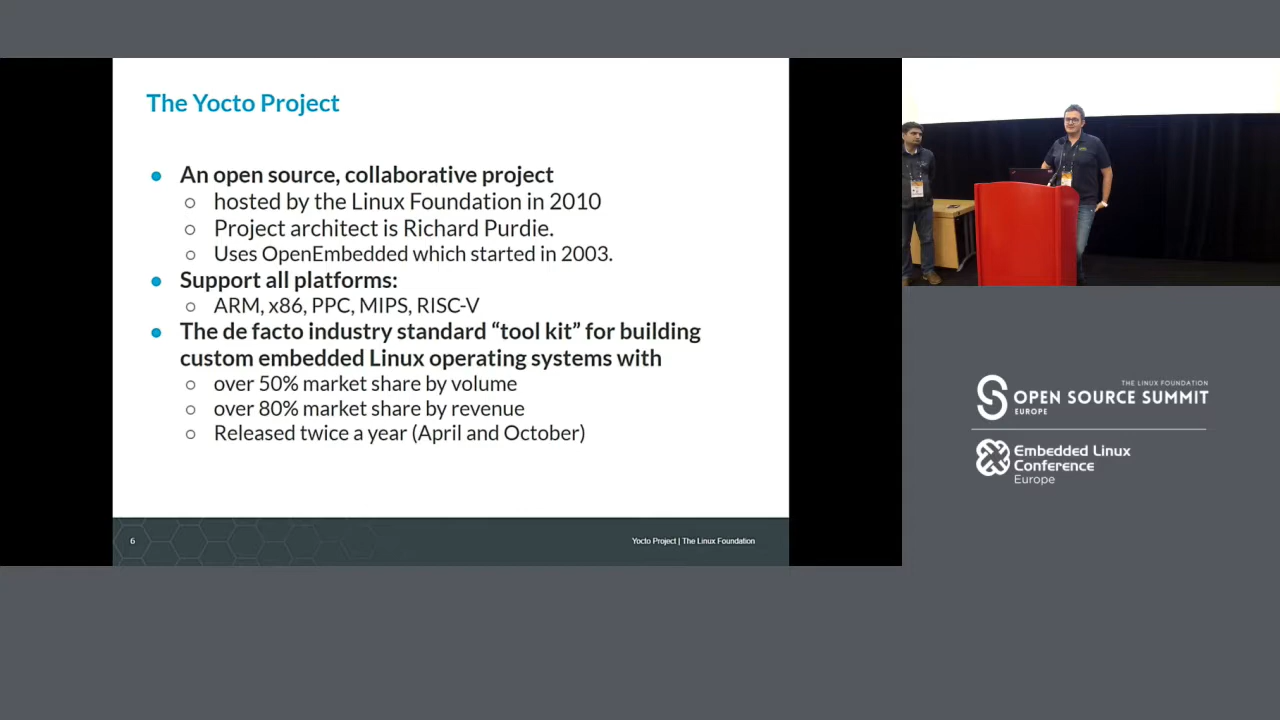 The Yocto Project
● An open source, collaborative project
○ hosted by the Linux Foundation in 2010
○ Project architect is Richard Purdie.
○ Uses OpenEmbedded which started in 2003.
● Support all platforms:
○ ARM, x86, PPC, MIPS, RISC-V
● The de facto industry standard “tool kit” for building
custom embedded Linux operating systems with
○ over 50% market share by volume
○ over 80% market share by revenue
○ Released twice a year (April and October)
6
Yocto Project | The Linux Foundation
THE LINUX FOUNDATION
OPEN SOURCE SUMMIT
EUROPE
Embedded Linux
Conference
Europe